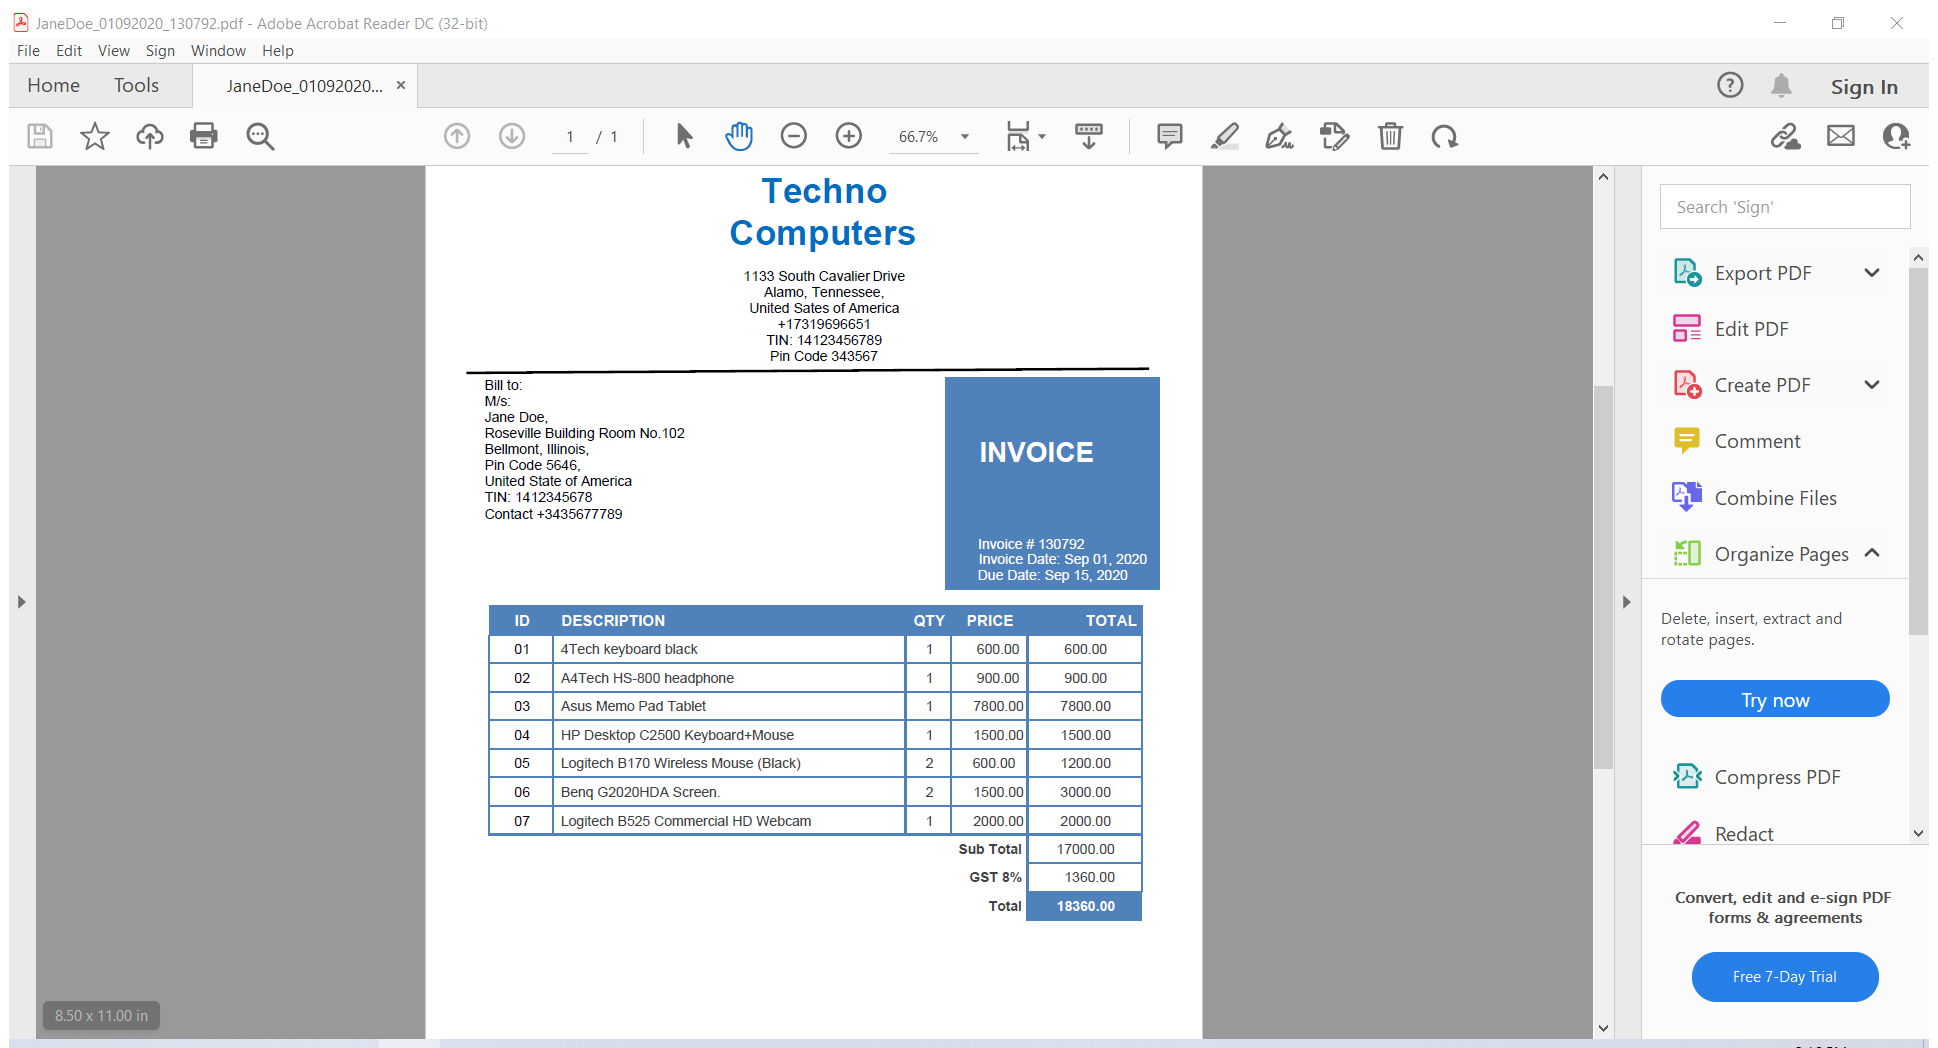 JaneDoe_01092020_130792.pdf - Adobe Acrobat Reader DC (32-bit)
File Edit View Sign Window Help
Home Tools JaneDoe_01092020... × Sign In
1 / 1 66.7%
Techno
Computers
1133 South Cavalier Drive
Alamo, Tennessee,
United Sates of America
+17319696651
TIN: 14123456789
Pin Code 343567
Bill to:
M/s:
Jane Doe,
Roseville Building Room No.102
Bellmont, Illinois,
Pin Code 5646,
United State of America
TIN: 1412345678
Contact +3435677789
INVOICE
Invoice # 130792
Invoice Date: Sep 01, 2020
Due Date: Sep 15, 2020
ID DESCRIPTION QTY PRICE TOTAL
01 4Tech keyboard black 1 600.00 600.00
02 A4Tech HS-800 headphone 1 900.00 900.00
03 Asus Memo Pad Tablet 1 7800.00 7800.00
04 HP Desktop C2500 Keyboard+Mouse 1 1500.00 1500.00
05 Logitech B170 Wireless Mouse (Black) 2 600.00 1200.00
06 Benq G2020HDA Screen. 2 1500.00 3000.00
07 Logitech B525 Commercial HD Webcam 1 2000.00 2000.00
Sub Total 17000.00
GST 8% 1360.00
Total 18360.00
8.50 x 11.00 in
Search 'Sign'
Export PDF
Edit PDF
Create PDF
Comment
Combine Files
Organize Pages
Delete, insert, extract and
rotate pages.
Try now
Compress PDF
Redact
Convert, edit and e-sign PDF
forms & agreements
Free 7-Day Trial